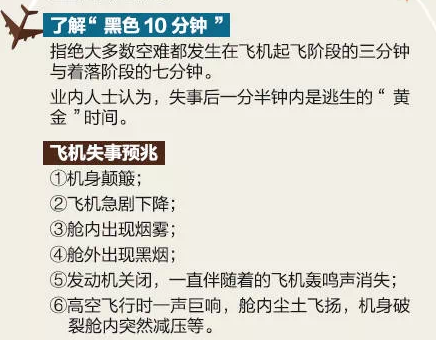 了解“黑色10分钟”
指绝大多数空难都发生在飞机起飞阶段的三分钟
与着落阶段的七分钟。
业内人士认为，失事后一分半钟内是逃生的“黄
金”时间。
飞机失事预兆
①机身颠簸；
②飞机急剧下降；
③舱内出现烟雾；
④舱外出现黑烟；
⑤发动机关闭，一直伴随着的飞机轰鸣声消失；
⑥高空飞行时一声巨响，舱内尘土飞扬，机身破
裂舱内突然减压等。